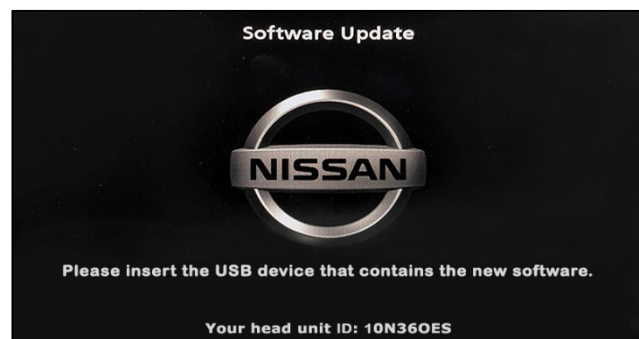 Software Update
NISSAN
Please insert the USB device that contains the new software.
Your head unit ID: 10N36OES